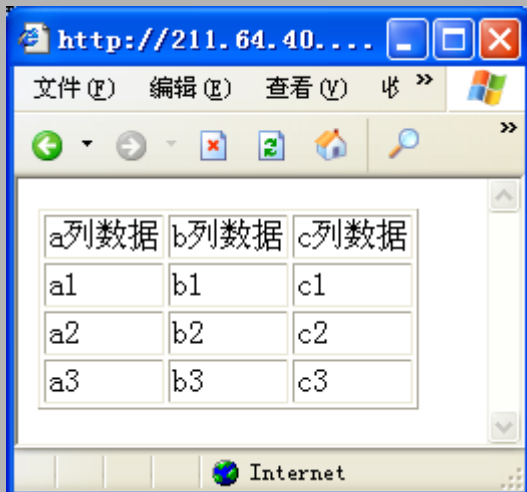 http://211.64.40....
文件(F) 编辑(E) 查看(V) 收 »
»
a列数据 b列数据 c列数据
a1 b1 c1
a2 b2 c2
a3 b3 c3
Internet